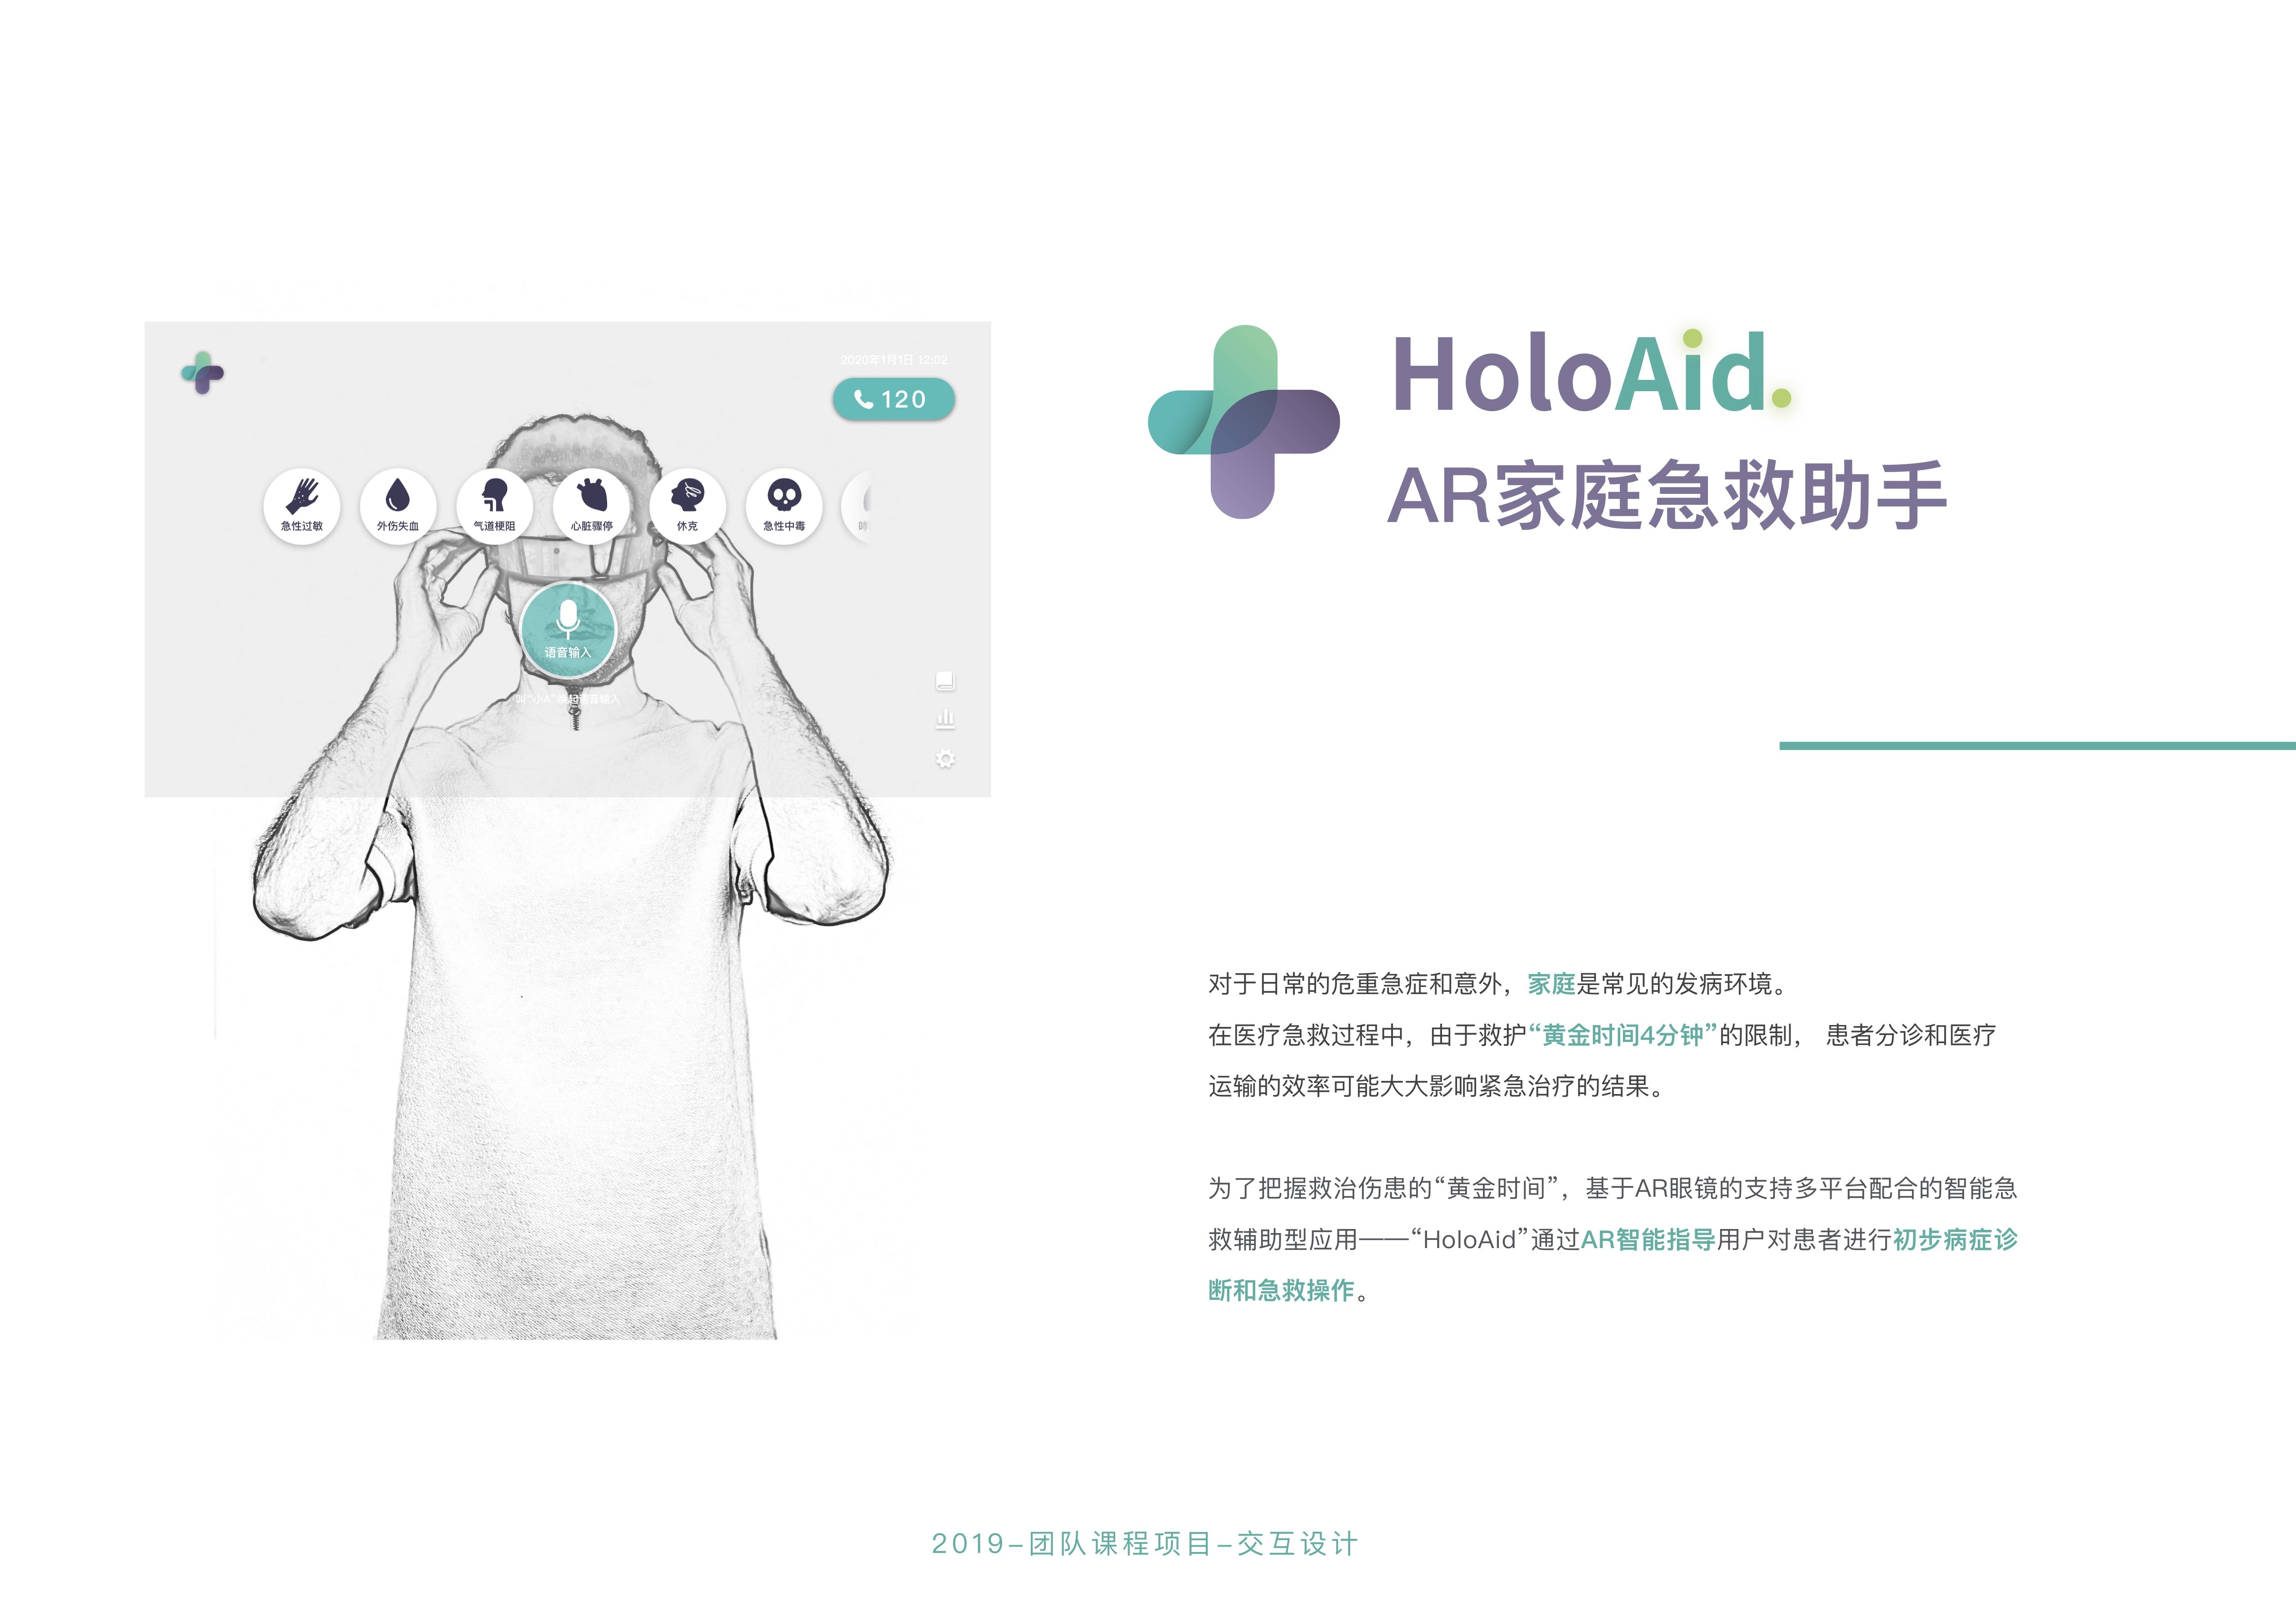 2020年1月1日 12:02
120
急性过敏
外伤失血
气道梗阻
心脏骤停
休克
急性中毒
语音输入
叫“小A”唤起语音输入
HoloAid.
AR家庭急救助手
对于日常的危重急症和意外，家庭是常见的发病环境。
在医疗急救过程中，由于救护“黄金时间4分钟”的限制， 患者分诊和医疗
运输的效率可能大大影响紧急治疗的结果。
为了把握救治伤患的“黄金时间”，基于AR眼镜的支持多平台配合的智能急
救辅助型应用——“HoloAid”通过AR智能指导用户对患者进行初步病症诊
断和急救操作。
2019–团队课程项目–交互设计